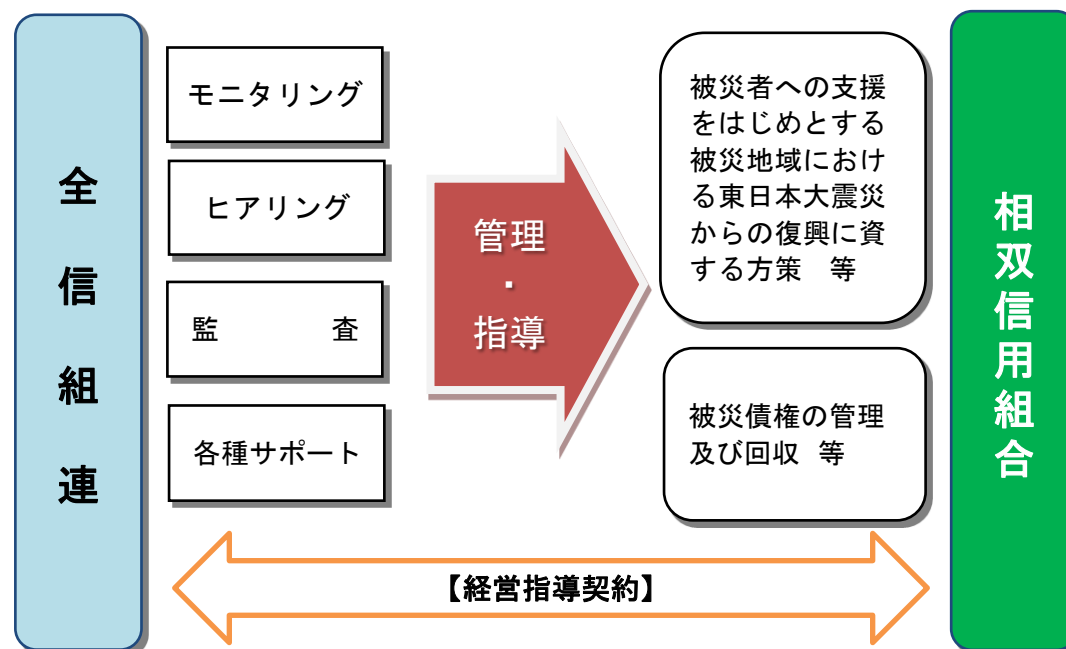 全信組連
モニタリング
ヒアリング
監　　　査
各種サポート
管理
・
指導
被災者への支援
をはじめとする
被災地域におけ
る東日本大震災
からの復興に資
する方策　等
被災債権の管理
及び回収　等
相双信用組合
【経営指導契約】